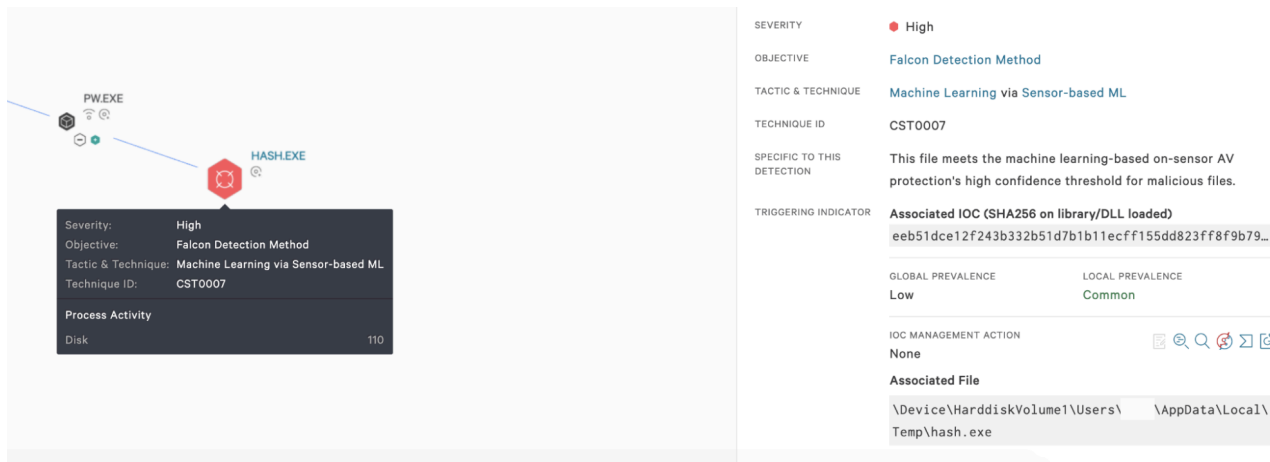 PW.EXE
HASH.EXE
Severity: High
Objective: Falcon Detection Method
Tactic & Technique: Machine Learning via Sensor-based ML
Technique ID: CST0007
Process Activity
Disk 110
SEVERITY High
OBJECTIVE Falcon Detection Method
TACTIC & TECHNIQUE Machine Learning via Sensor-based ML
TECHNIQUE ID CST0007
SPECIFIC TO THIS DETECTION This file meets the machine learning-based on-sensor AV
protection's high confidence threshold for malicious files.
TRIGGERING INDICATOR Associated IOC (SHA256 on library/DLL loaded)
eeb51dce12f243b332b51d7b1b11ecff155dd823ff8f9b79…
GLOBAL PREVALENCE LOCAL PREVALENCE
Low Common
IOC MANAGEMENT ACTION
None
Associated File
\Device\HarddiskVolume1\Users\ \AppData\Local\
Temp\hash.exe